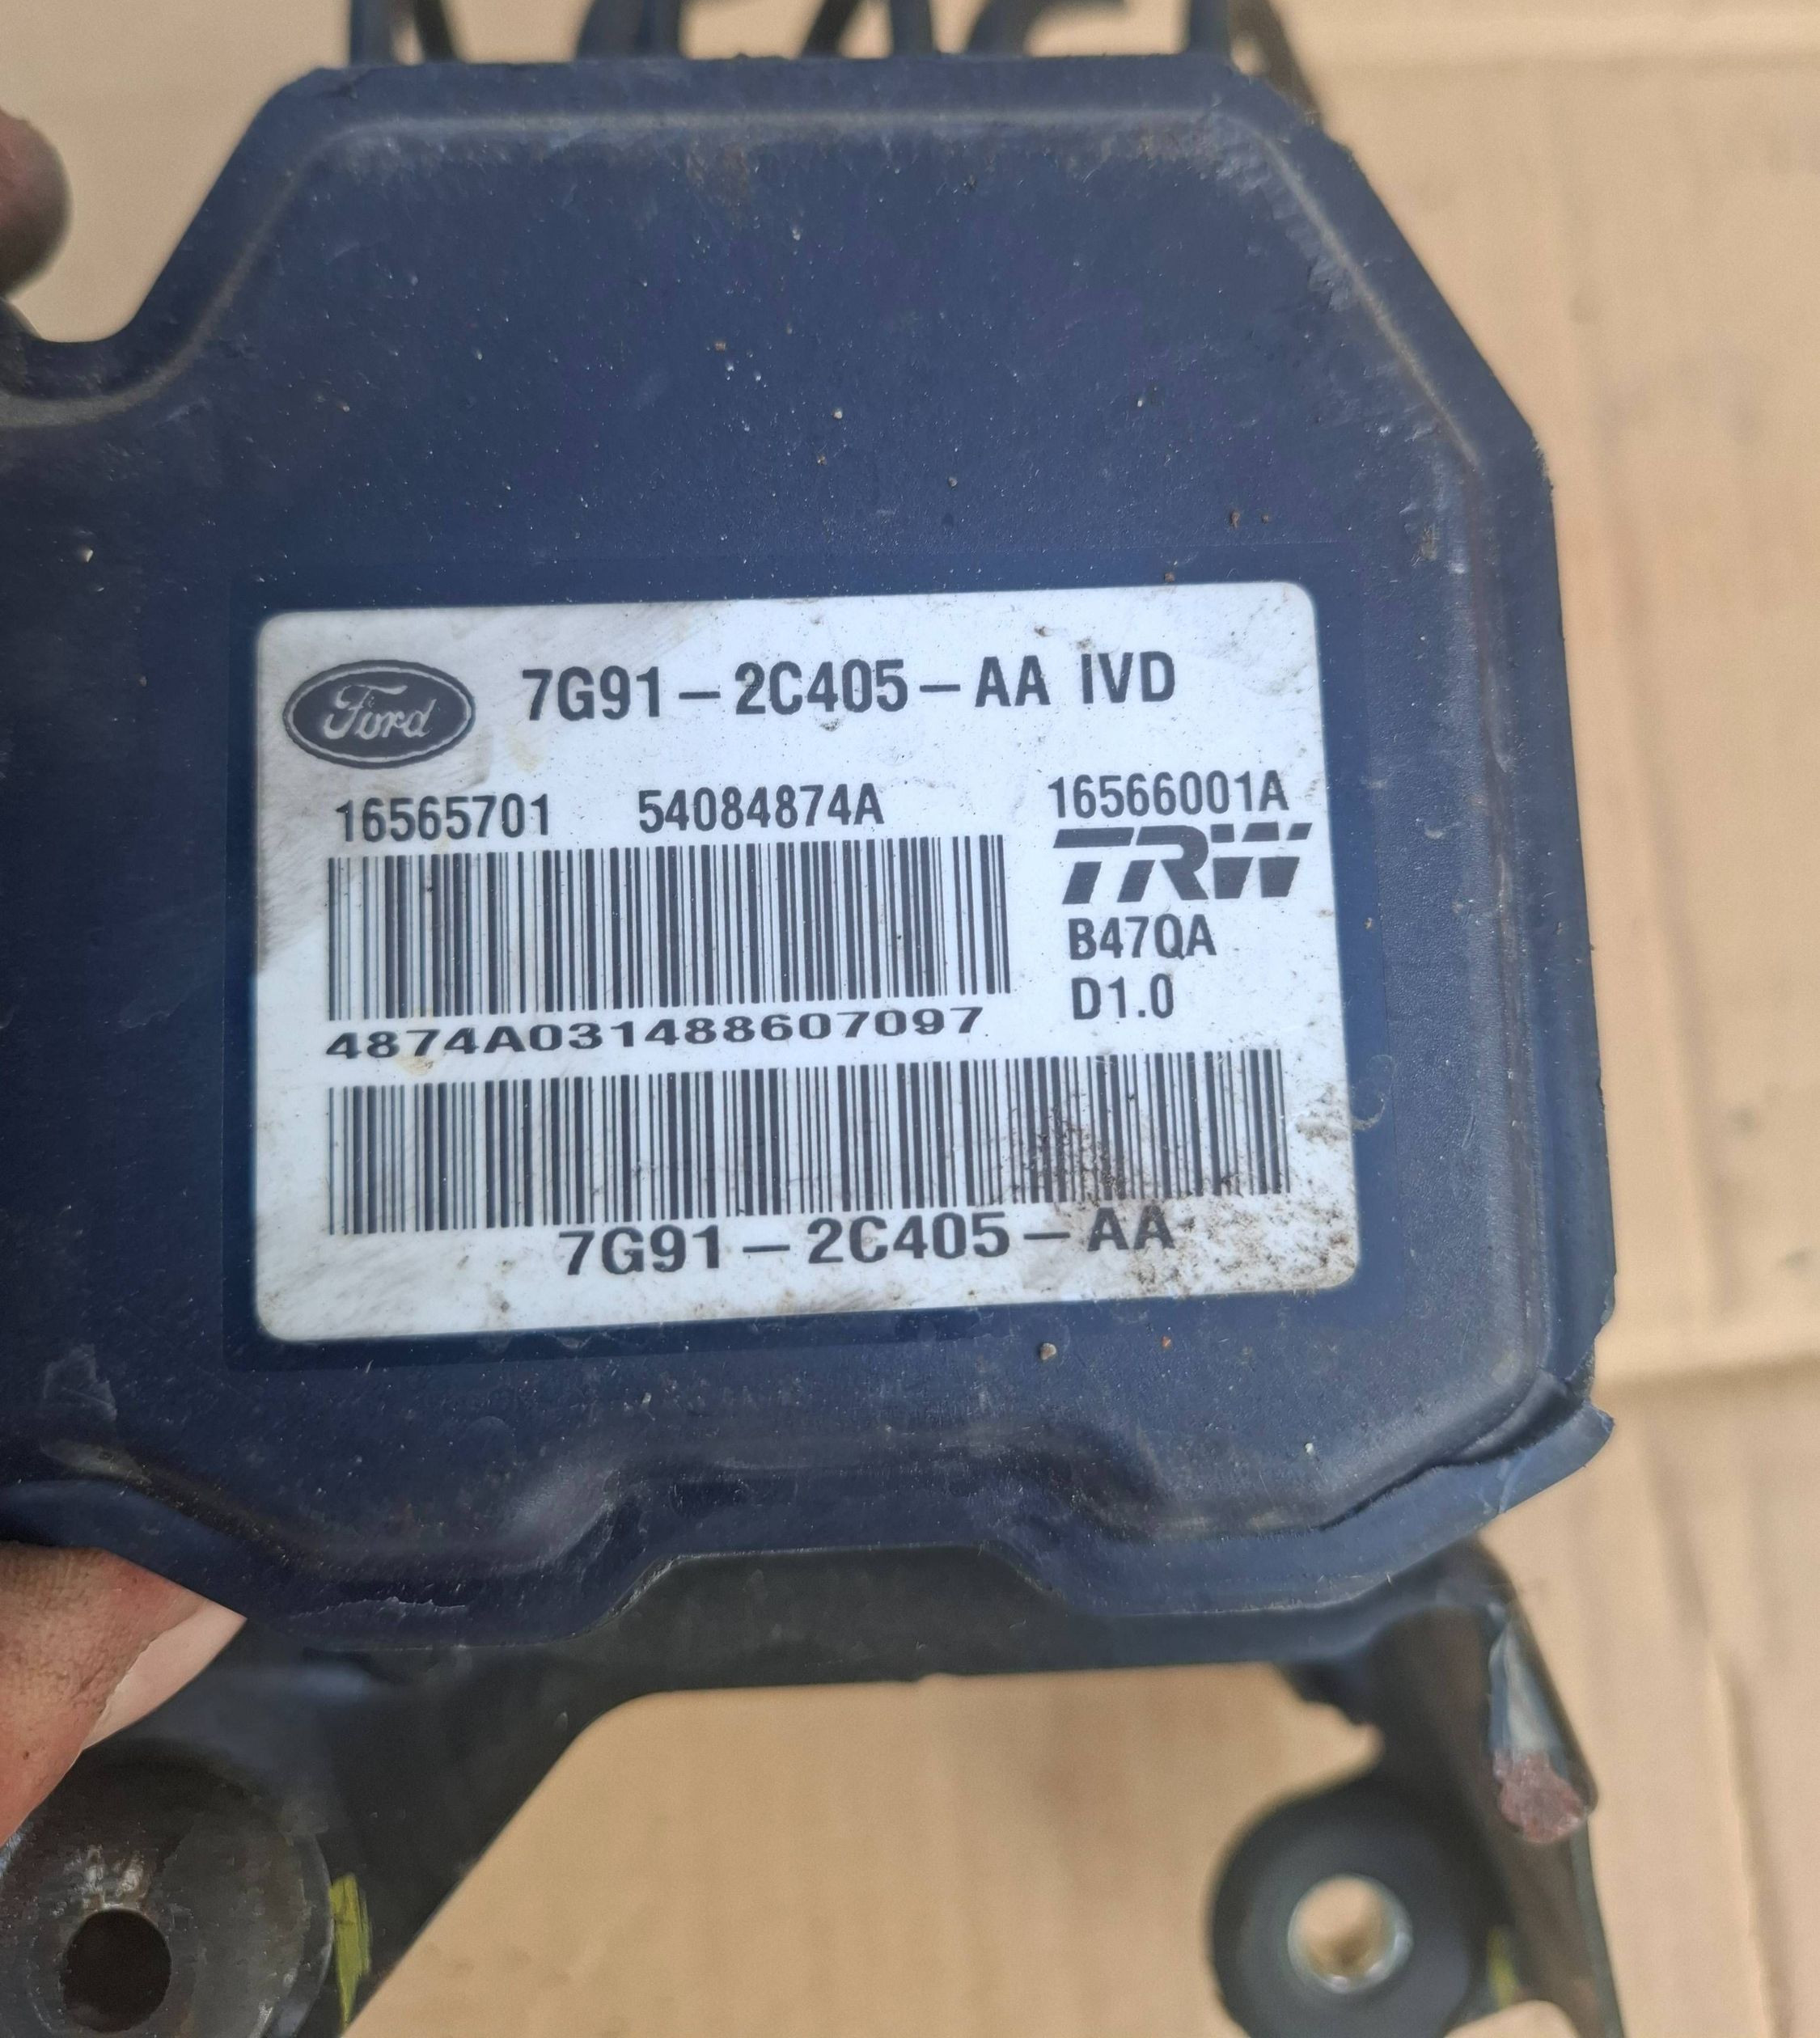 Ford 7G91-2C405-AA IVD
16565701 54084874A 16566001A
TRW
B47QA
D1.0
4874A031488607097
7G91-2C405-AA